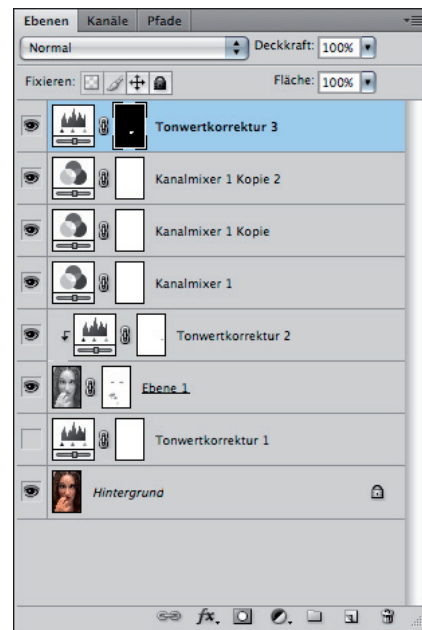 Ebenen Kanäle Pfade
Normal Deckkraft: 100%
Fixieren: Fläche: 100%
Tonwertkorrektur 3
Kanalmixer 1 Kopie 2
Kanalmixer 1 Kopie
Kanalmixer 1
Tonwertkorrektur 2
Ebene 1
Tonwertkorrektur 1
Hintergrund
fx.